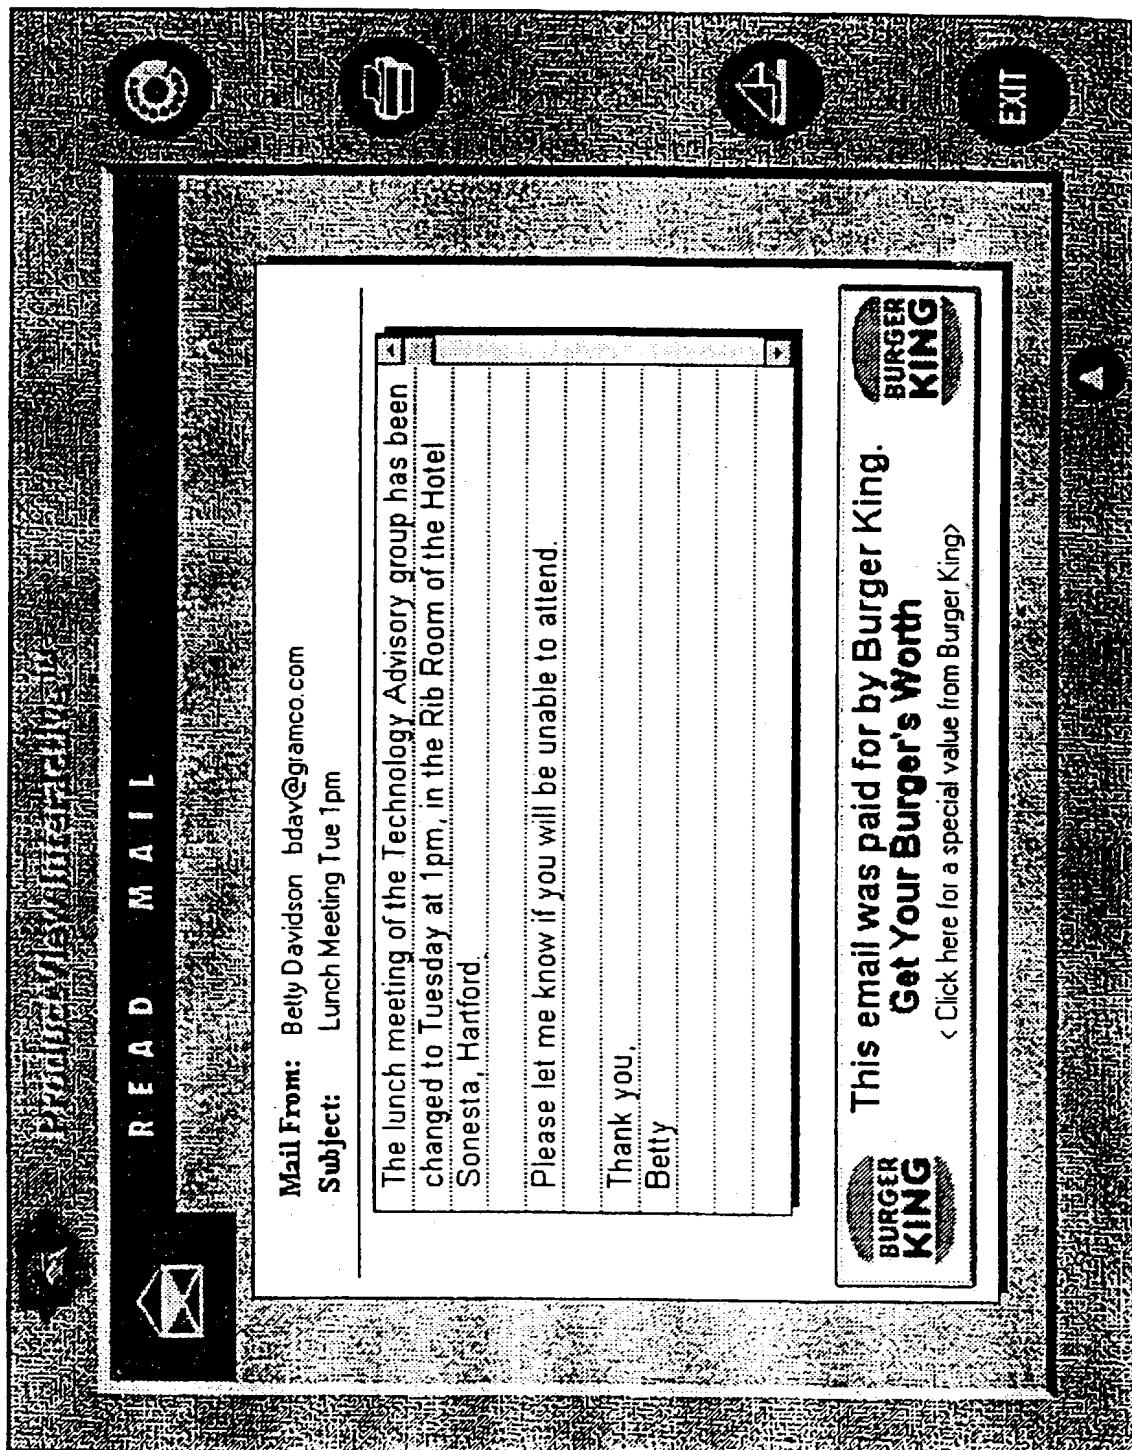 ProductViewInteractive
READ MAIL
Mail From: Betty Davidson bdav@gramco.com
Subject: Lunch Meeting Tue 1pm
The lunch meeting of the Technology Advisory group has been
changed to Tuesday at 1pm, in the Rib Room of the Hotel
Sonesta, Hartford.
Please let me know if you will be unable to attend.
Thank you,
Betty
BURGER
KING
This email was paid for by Burger King.
Get Your Burger's Worth
< Click here for a special value from Burger King>
BURGER
KING
EXIT